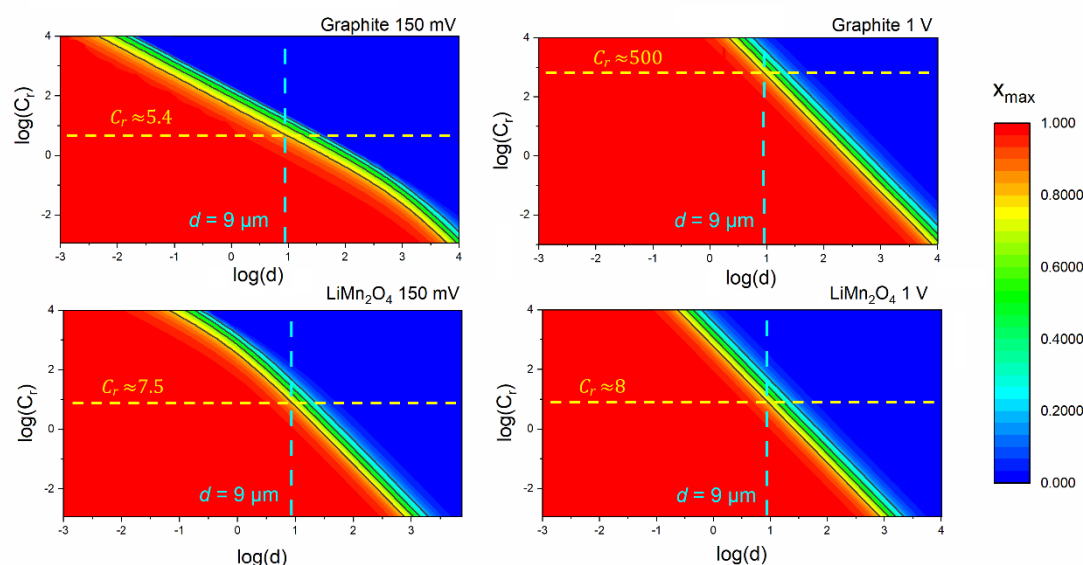 Graphite 150 mV
4
2
0
-2
log(Cᵣ)
Cᵣ ≈5.4
d = 9 µm
-3 -2 -1 0 1 2 3 4
log(d)
Graphite 1 V
4
2
0
-2
log(Cᵣ)
Cᵣ ≈500
d = 9 µm
-3 -2 -1 0 1 2 3 4
log(d)
LiMn₂O₄ 150 mV
4
2
0
-2
log(Cᵣ)
Cᵣ ≈7.5
d = 9 µm
-3 -2 -1 0 1 2 3
log(d)
LiMn₂O₄ 1 V
4
2
0
-2
log(Cᵣ)
Cᵣ ≈8
d = 9 µm
-3 -2 -1 0 1 2 3 4
log(d)
xₘₐₓ
1.000
0.8000
0.6000
0.4000
0.2000
0.000